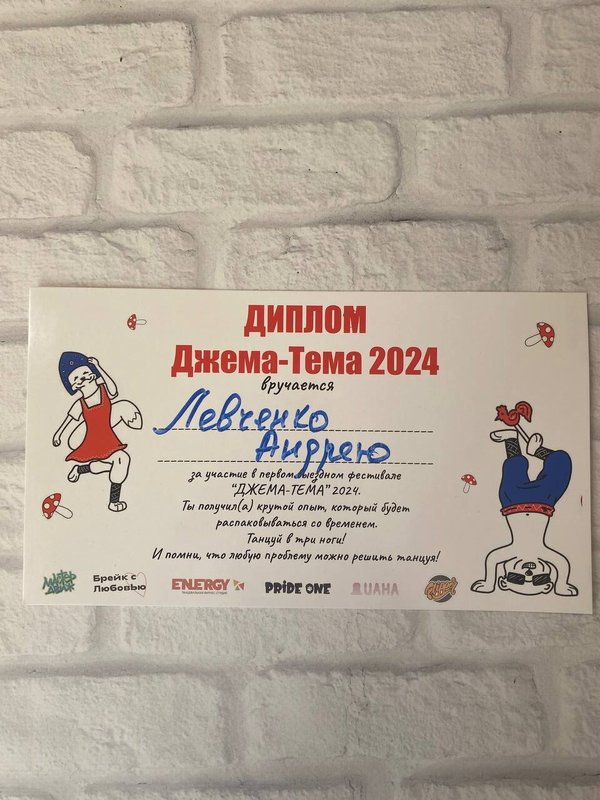 ДИПЛОМ
Джема-Тема 2024
вручается
Левченко
Андрею
за участие в первом выездном фестивале
"ДЖЕМА-ТЕМА" 2024.
Ты получил(а) крутой опыт, который будет
распаковываться со временем.
Танцуй в три ноги!
И помни, что любую проблему можно решить танцуя!
Брейк с
Любовью
ENERGY
PRIDE ONE